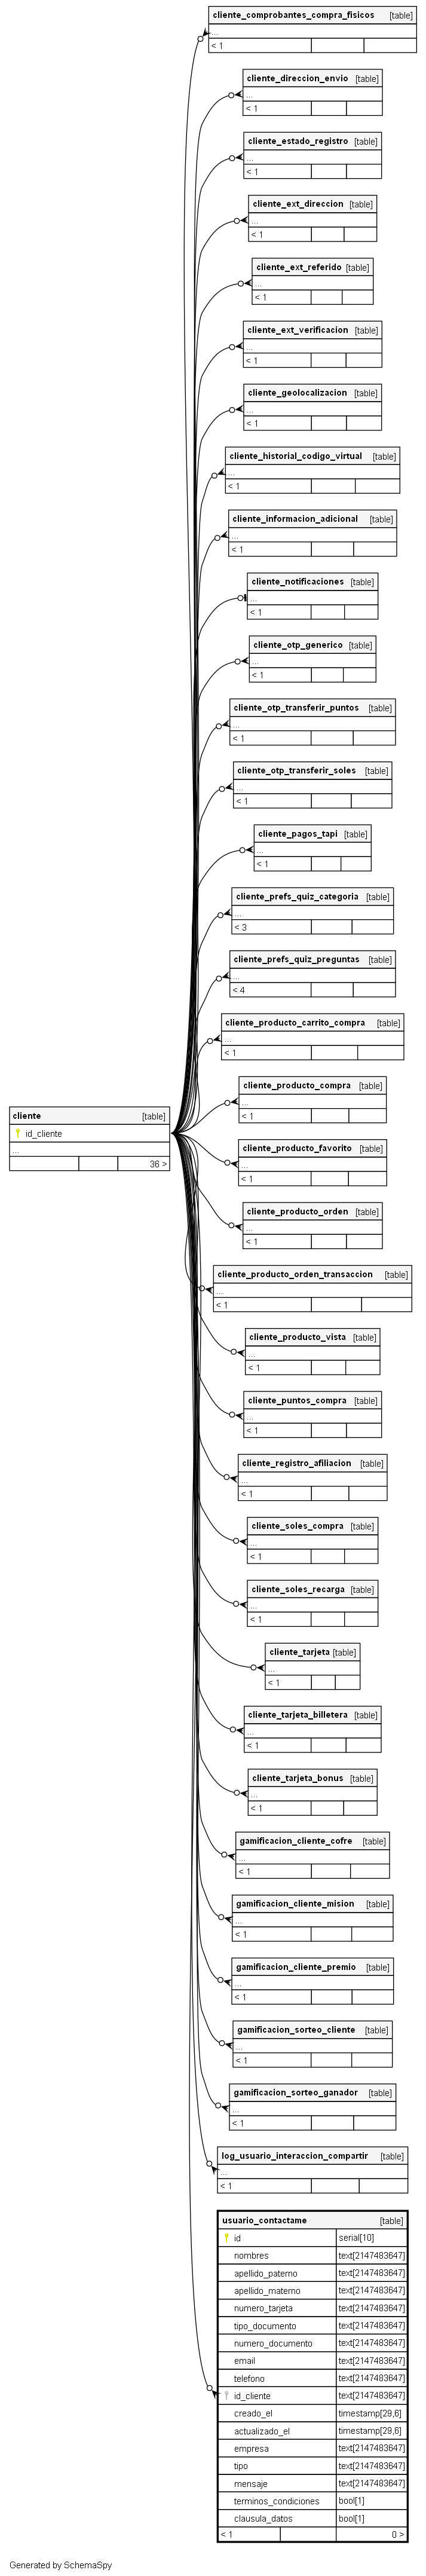 cliente_comprobantes_compra_fisicos [table]
...
< 1
cliente_direccion_envio [table]
...
< 1
cliente_estado_registro [table]
...
< 1
cliente_ext_direccion [table]
...
< 1
cliente_ext_referido [table]
...
< 1
cliente_ext_verificacion [table]
...
< 1
cliente_geolocalizacion [table]
...
< 1
cliente_historial_codigo_virtual [table]
...
< 1
cliente_informacion_adicional [table]
...
< 1
cliente_notificaciones [table]
...
< 1
cliente_otp_generico [table]
...
< 1
cliente_otp_transferir_puntos [table]
...
< 1
cliente_otp_transferir_soles [table]
...
< 1
cliente_pagos_tapi [table]
...
< 1
cliente_prefs_quiz_categoria [table]
...
< 3
cliente_prefs_quiz_preguntas [table]
...
< 4
cliente_producto_carrito_compra [table]
...
< 1
cliente_producto_compra [table]
...
< 1
cliente [table]
id_cliente
...
36 >
cliente_producto_favorito [table]
...
< 1
cliente_producto_orden [table]
...
< 1
cliente_producto_orden_transaccion [table]
...
< 1
cliente_producto_vista [table]
...
< 1
cliente_puntos_compra [table]
...
< 1
cliente_registro_afiliacion [table]
...
< 1
cliente_soles_compra [table]
...
< 1
cliente_soles_recarga [table]
...
< 1
cliente_tarjeta [table]
...
< 1
cliente_tarjeta_billetera [table]
...
< 1
cliente_tarjeta_bonus [table]
...
< 1
gamificacion_cliente_cofre [table]
...
< 1
gamificacion_cliente_mision [table]
...
< 1
gamificacion_cliente_premio [table]
...
< 1
gamificacion_sorteo_cliente [table]
...
< 1
gamificacion_sorteo_ganador [table]
...
< 1
log_usuario_interaccion_compartir [table]
...
< 1
usuario_contactame [table]
id serial[10]
nombres text[2147483647]
apellido_paterno text[2147483647]
apellido_materno text[2147483647]
numero_tarjeta text[2147483647]
tipo_documento text[2147483647]
numero_documento text[2147483647]
email text[2147483647]
telefono text[2147483647]
id_cliente text[2147483647]
creado_el timestamp[29,6]
actualizado_el timestamp[29,6]
empresa text[2147483647]
tipo text[2147483647]
mensaje text[2147483647]
terminos_condiciones bool[1]
clausula_datos bool[1]
< 1 0 >
Generated by SchemaSpy